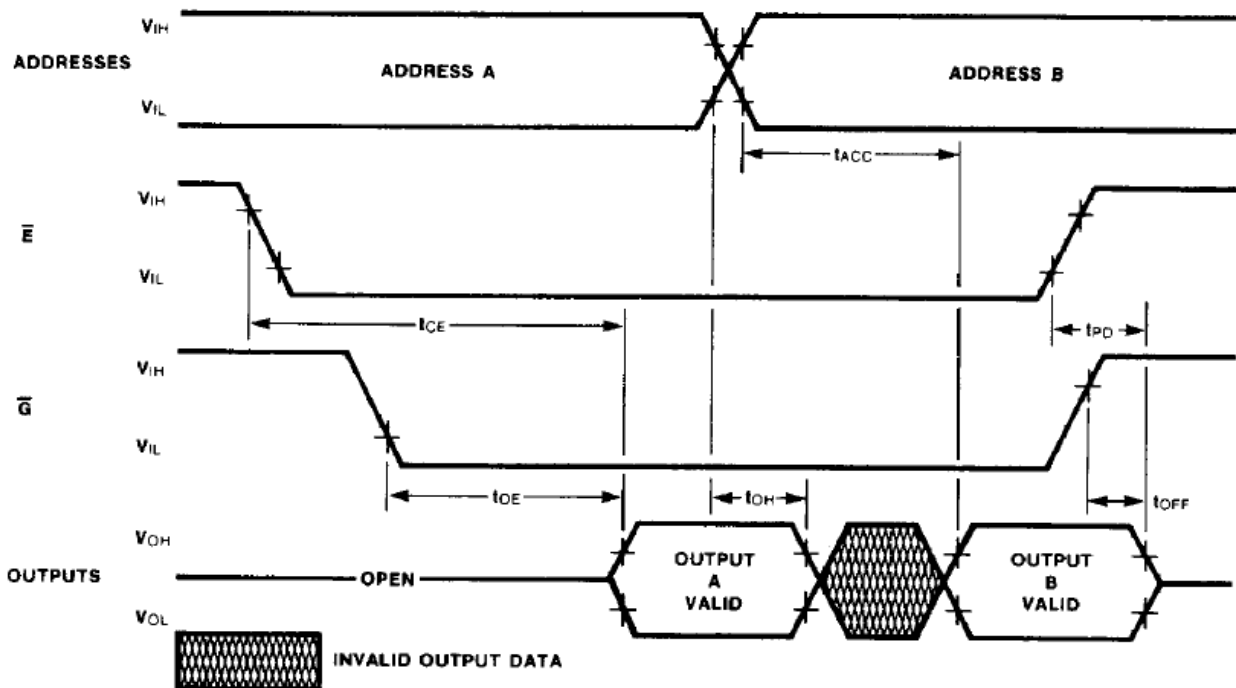 VIH
ADDRESSES
ADDRESS A
ADDRESS B
VIL
tACC
VIH
E̅
VIL
tCE
tPD
VIH
G̅
VIL
tOE
tOH
tOFF
VOH
OUTPUTS
OPEN
OUTPUT
A
VALID
OUTPUT
B
VALID
VOL
INVALID OUTPUT DATA